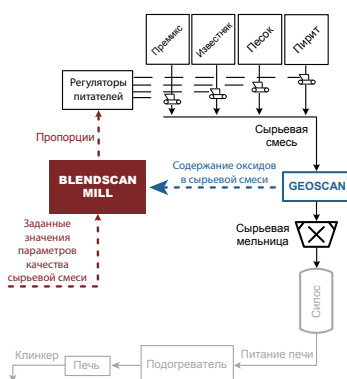 Премикс
Известняк
Песок
Пирит
Регуляторы
питателей
Пропорции
Сырьевая
смесь
BLENDSCAN
MILL
Содержание оксидов
в сырьевой смеси
GEOSCAN
Заданные
значения
параметров
качества
сырьевой смеси
Сырьевая
мельница
Силос
Клинкер
Печь
Подогреватель
Питание печи